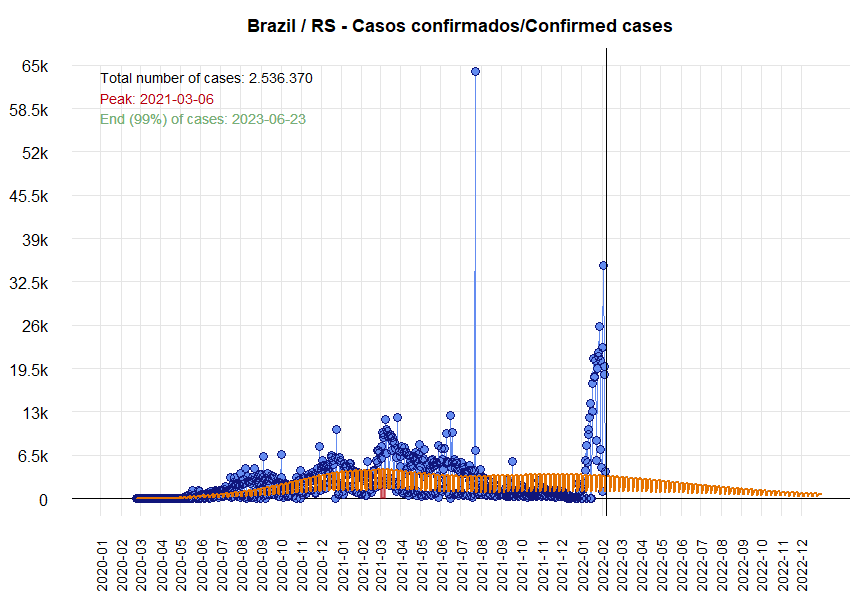 Brazil / RS - Casos confirmados/Confirmed cases
65k
58.5k
52k
45.5k
39k
32.5k
26k
19.5k
13k
6.5k
0
Total number of cases: 2.536.370
Peak: 2021-03-06
End (99%) of cases: 2023-06-23
2020-01
2020-02
2020-03
2020-04
2020-05
2020-06
2020-07
2020-08
2020-09
2020-10
2020-11
2020-12
2021-01
2021-02
2021-03
2021-04
2021-05
2021-06
2021-07
2021-08
2021-09
2021-10
2021-11
2021-12
2022-01
2022-02
2022-03
2022-04
2022-05
2022-06
2022-07
2022-08
2022-09
2022-10
2022-11
2022-12